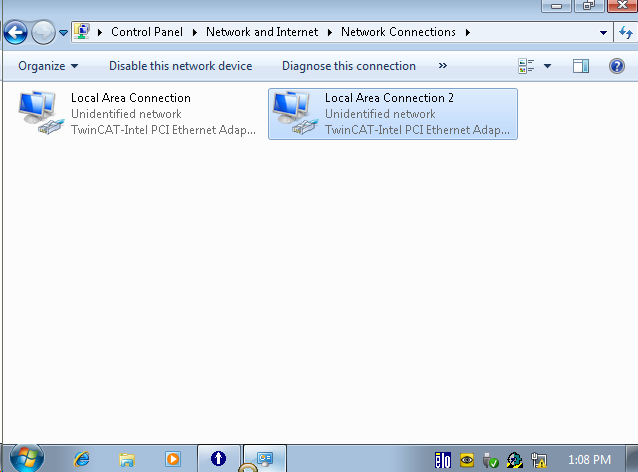 Control Panel Network and Internet Network Connections
Organize Disable this network device Diagnose this connection »
Local Area Connection
Unidentified network
TwinCAT-Intel PCI Ethernet Adap...
Local Area Connection 2
Unidentified network
TwinCAT-Intel PCI Ethernet Adap...
elo 1:08 PM